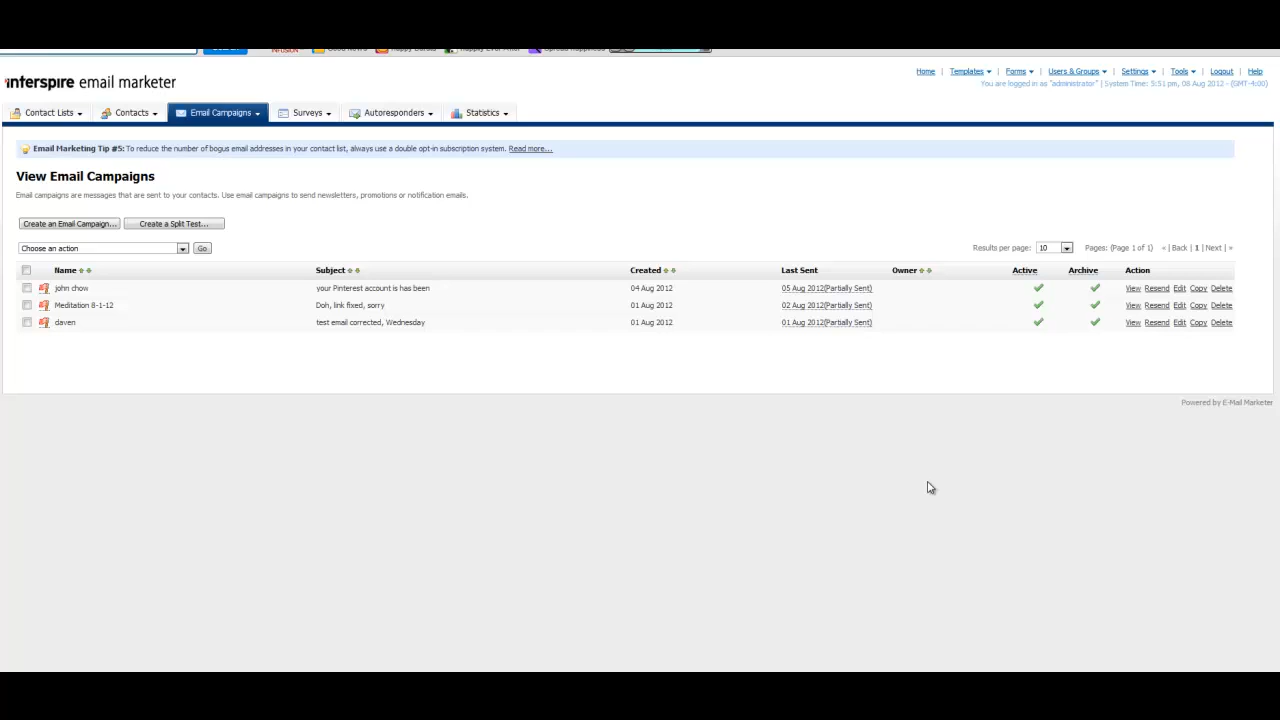 interspire email marketer
Home | Templates | Forms | Users & Groups | Settings | Tools | Logout | Help
You are logged in as "administrator" | System Time: 5:51 pm, 08 Aug 2012 - (GMT-4:00)
Contact Lists Contacts Email Campaigns Surveys Autoresponders Statistics
Email Marketing Tip #5: To reduce the number of bogus email addresses in your contact list, always use a double opt-in subscription system. Read more...
View Email Campaigns
Email campaigns are messages that are sent to your contacts. Use email campaigns to send newsletters, promotions or notification emails.
Create an Email Campaign... Create a Split Test...
Choose an action Go Results per page: 10 Pages: (Page 1 of 1) « | Back | 1 | Next | »
Name Subject Created Last Sent Owner Active Archive Action
john chow your Pinterest account is has been 04 Aug 2012 05 Aug 2012(Partially Sent) View Resend Edit Copy Delete
Meditation 8-1-12 Doh, link fixed, sorry 01 Aug 2012 02 Aug 2012(Partially Sent) View Resend Edit Copy Delete
daven test email corrected, Wednesday 01 Aug 2012 01 Aug 2012(Partially Sent) View Resend Edit Copy Delete
Powered by E-Mail Marketer